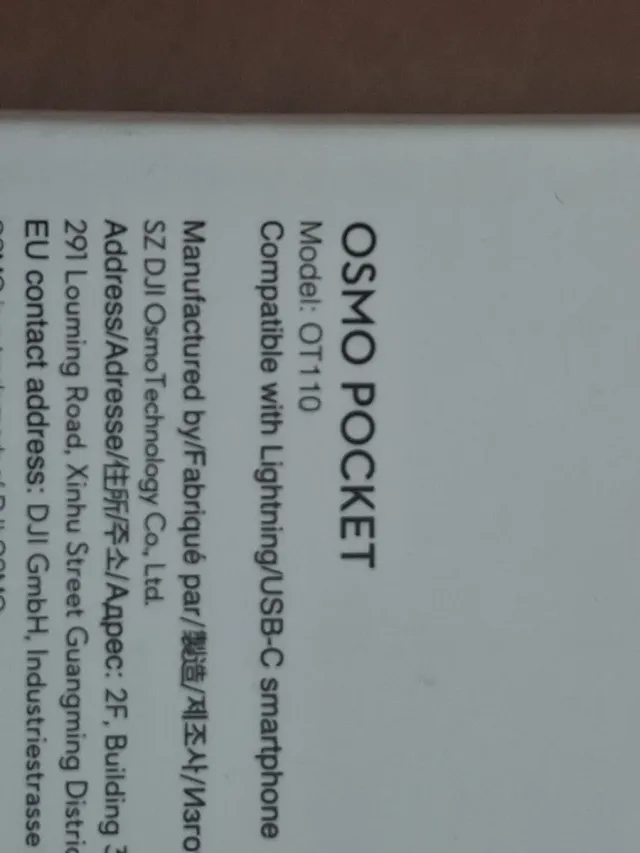 OSMO POCKET
Model: OT110
Compatible with Lightning/USB-C smartphone
Manufactured by/Fabriqué par/製造/제조사/Изго
SZ DJI OsmoTechnology Co., Ltd.
Address/Adresse/住所/주소/Адрес: 2F, Building 3
291 Louming Road, Xinhu Street Guangming Distric
EU contact address: DJI GmbH, Industriestrasse